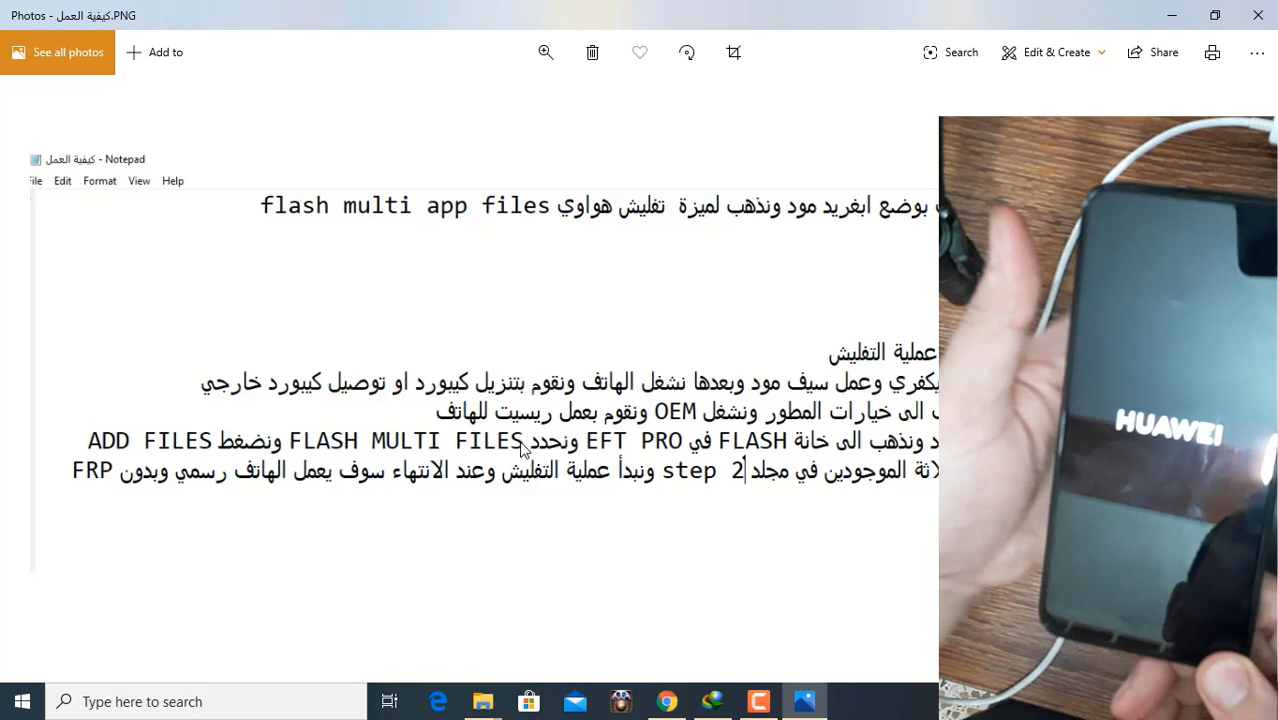 Photos - كيفية العمل.PNG
See all photos
Add to
Search
Edit & Create
Share
كيفية العمل - Notepad
File Edit Format View Help
بوضع ابغريد مود ونذهب لميزة تفليش هواوي flash multi app files
عملية التفليش
وعمل سيف مود وبعدها نشغل الهاتف ونقوم بتنزيل كيبورد او توصيل كيبورد خارجي
الى خيارات المطور ونشغل OEM ونقوم بعمل ريسيت للهاتف
ونذهب الى خانة FLASH في EFT PRO ونحدد FLASH MULTI FILES ونضغط ADD FILES
الموجودين في مجلد step 2 ونبدأ عملية التفليش وعند الانتهاء سوف يعمل الهاتف رسمي وبدون FRP
HUAWEI
Type here to search